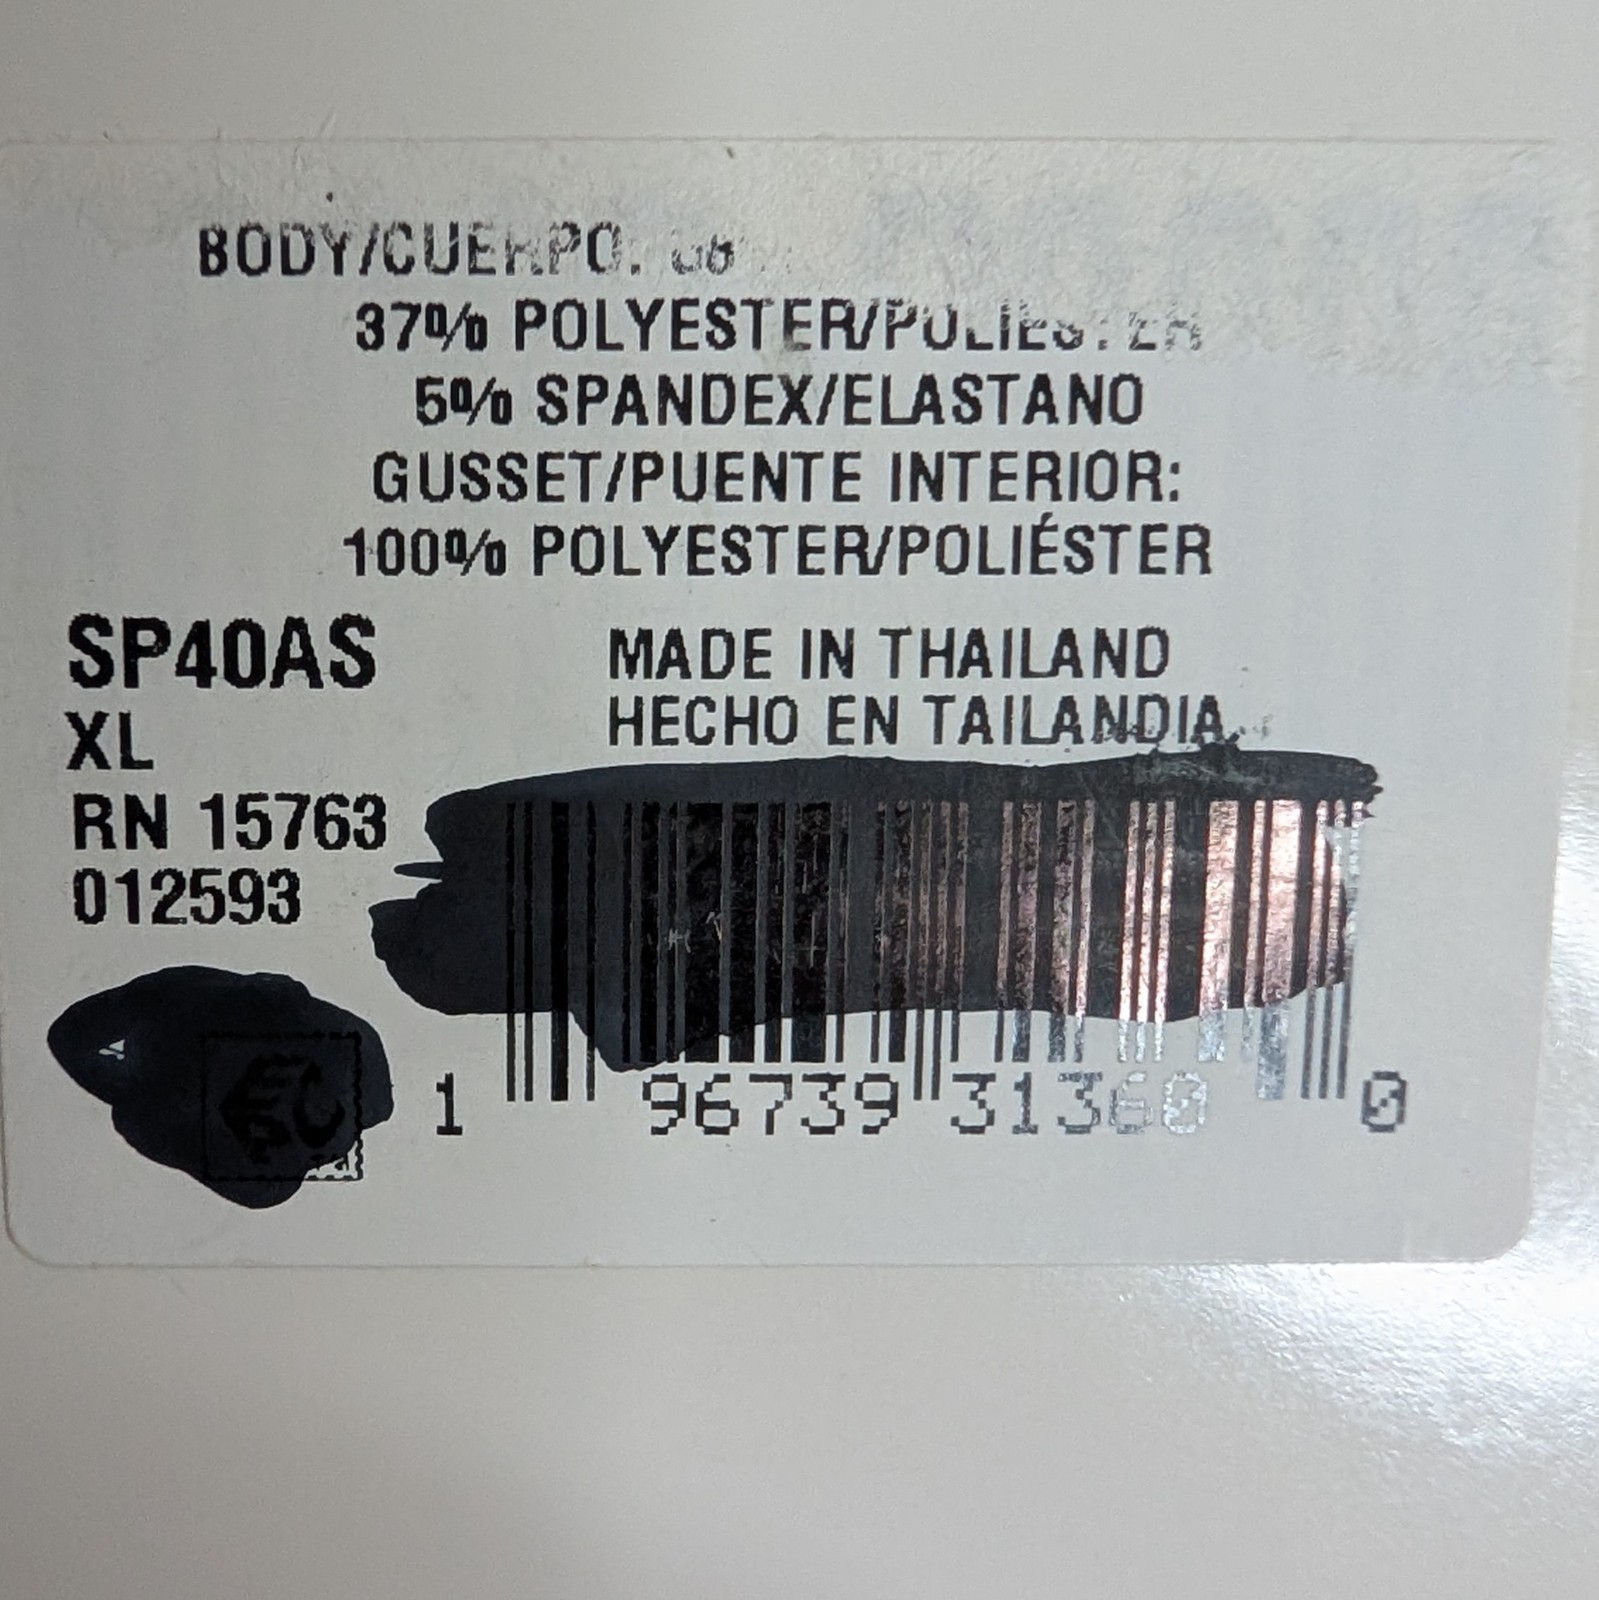 BODY/CUERPO:
37% POLYESTER/POLIÉSTER
5% SPANDEX/ELASTANO
GUSSET/PUENTE INTERIOR:
100% POLYESTER/POLIÉSTER
SP40AS
XL
RN 15763
012593
MADE IN THAILAND
HECHO EN TAILANDIA
1 96739 31360 0